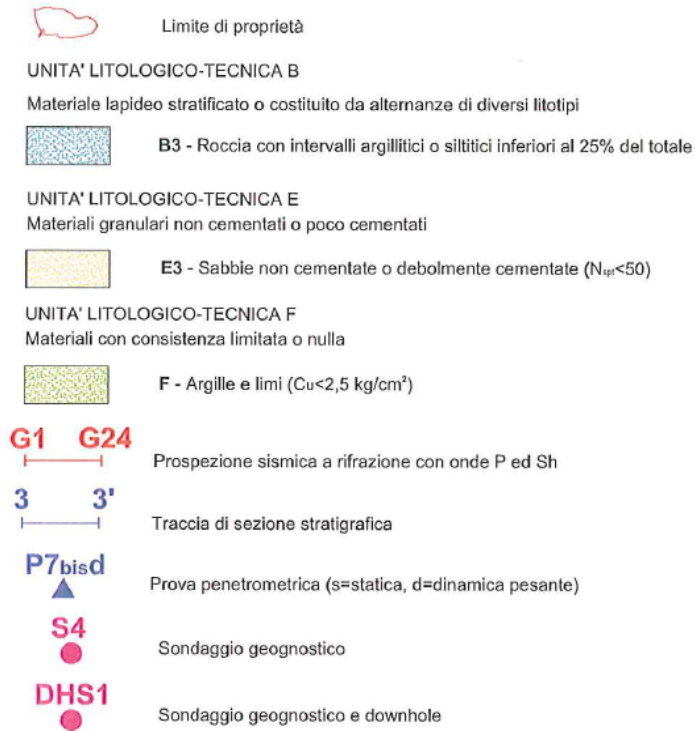 Limite di proprietà
UNITA' LITOLOGICO-TECNICA B
Materiale lapideo stratificato o costituito da alternanze di diversi litotipi
B3 - Roccia con intervalli argillitici o siltitici inferiori al 25% del totale
UNITA' LITOLOGICO-TECNICA E
Materiali granulari non cementati o poco cementati
E3 - Sabbie non cementate o debolmente cementate (Nspt<50)
UNITA' LITOLOGICO-TECNICA F
Materiali con consistenza limitata o nulla
F - Argille e limi (Cu<2,5 kg/cm²)
G1 G24
Prospezione sismica a rifrazione con onde P ed Sh
3 3'
Traccia di sezione stratigrafica
P7bisd
Prova penetrometrica (s=statica, d=dinamica pesante)
S4
Sondaggio geognostico
DHS1
Sondaggio geognostico e downhole